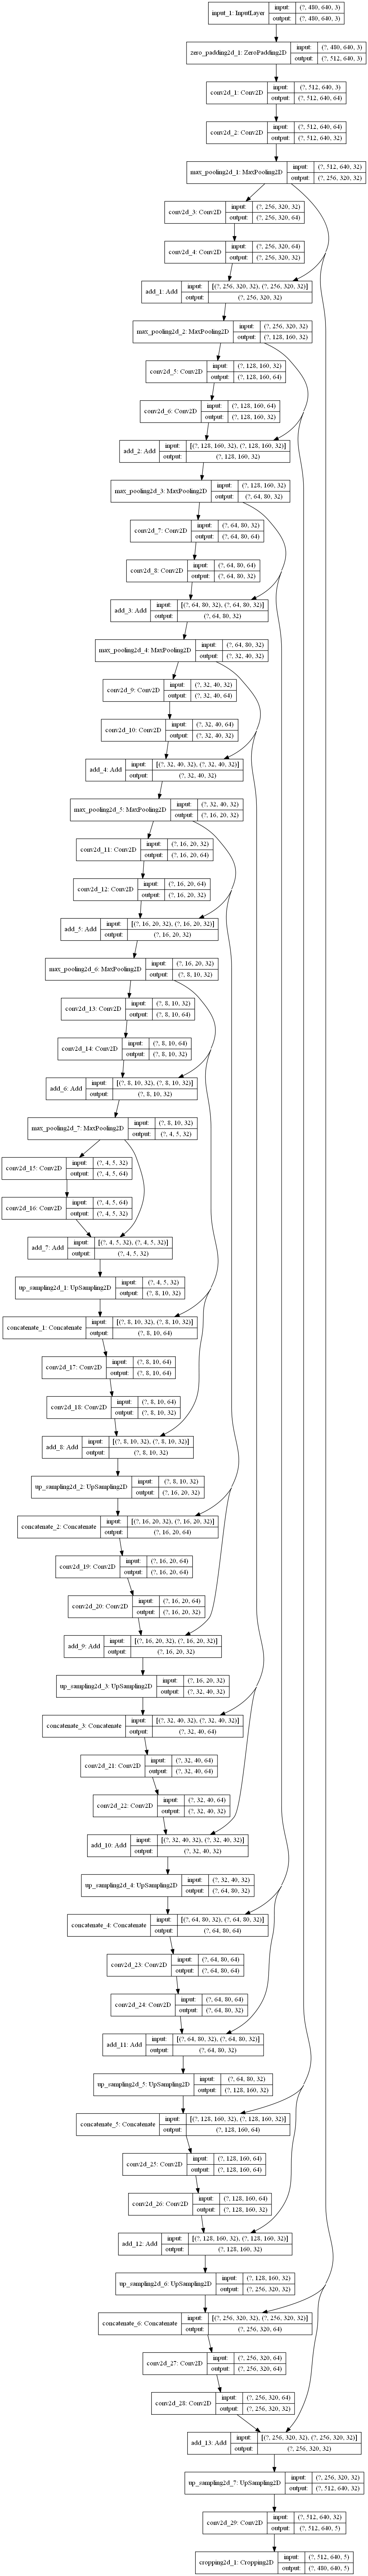 input_1: InputLayer input: (?, 480, 640, 3)
output: (?, 480, 640, 3)
zero_padding2d_1: ZeroPadding2D input: (?, 480, 640, 3)
output: (?, 512, 640, 3)
conv2d_1: Conv2D input: (?, 512, 640, 3)
output: (?, 512, 640, 64)
conv2d_2: Conv2D input: (?, 512, 640, 64)
output: (?, 512, 640, 32)
max_pooling2d_1: MaxPooling2D input: (?, 512, 640, 32)
output: (?, 256, 320, 32)
conv2d_3: Conv2D input: (?, 256, 320, 32)
output: (?, 256, 320, 64)
conv2d_4: Conv2D input: (?, 256, 320, 64)
output: (?, 256, 320, 32)
add_1: Add input: [(?, 256, 320, 32), (?, 256, 320, 32)]
output: (?, 256, 320, 32)
max_pooling2d_2: MaxPooling2D input: (?, 256, 320, 32)
output: (?, 128, 160, 32)
conv2d_5: Conv2D input: (?, 128, 160, 32)
output: (?, 128, 160, 64)
conv2d_6: Conv2D input: (?, 128, 160, 64)
output: (?, 128, 160, 32)
add_2: Add input: [(?, 128, 160, 32), (?, 128, 160, 32)]
output: (?, 128, 160, 32)
max_pooling2d_3: MaxPooling2D input: (?, 128, 160, 32)
output: (?, 64, 80, 32)
conv2d_7: Conv2D input: (?, 64, 80, 32)
output: (?, 64, 80, 64)
conv2d_8: Conv2D input: (?, 64, 80, 64)
output: (?, 64, 80, 32)
add_3: Add input: [(?, 64, 80, 32), (?, 64, 80, 32)]
output: (?, 64, 80, 32)
max_pooling2d_4: MaxPooling2D input: (?, 64, 80, 32)
output: (?, 32, 40, 32)
conv2d_9: Conv2D input: (?, 32, 40, 32)
output: (?, 32, 40, 64)
conv2d_10: Conv2D input: (?, 32, 40, 64)
output: (?, 32, 40, 32)
add_4: Add input: [(?, 32, 40, 32), (?, 32, 40, 32)]
output: (?, 32, 40, 32)
max_pooling2d_5: MaxPooling2D input: (?, 32, 40, 32)
output: (?, 16, 20, 32)
conv2d_11: Conv2D input: (?, 16, 20, 32)
output: (?, 16, 20, 64)
conv2d_12: Conv2D input: (?, 16, 20, 64)
output: (?, 16, 20, 32)
add_5: Add input: [(?, 16, 20, 32), (?, 16, 20, 32)]
output: (?, 16, 20, 32)
max_pooling2d_6: MaxPooling2D input: (?, 16, 20, 32)
output: (?, 8, 10, 32)
conv2d_13: Conv2D input: (?, 8, 10, 32)
output: (?, 8, 10, 64)
conv2d_14: Conv2D input: (?, 8, 10, 64)
output: (?, 8, 10, 32)
add_6: Add input: [(?, 8, 10, 32), (?, 8, 10, 32)]
output: (?, 8, 10, 32)
max_pooling2d_7: MaxPooling2D input: (?, 8, 10, 32)
output: (?, 4, 5, 32)
conv2d_15: Conv2D input: (?, 4, 5, 32)
output: (?, 4, 5, 64)
conv2d_16: Conv2D input: (?, 4, 5, 64)
output: (?, 4, 5, 32)
add_7: Add input: [(?, 4, 5, 32), (?, 4, 5, 32)]
output: (?, 4, 5, 32)
up_sampling2d_1: UpSampling2D input: (?, 4, 5, 32)
output: (?, 8, 10, 32)
concatenate_1: Concatenate input: [(?, 8, 10, 32), (?, 8, 10, 32)]
output: (?, 8, 10, 64)
conv2d_17: Conv2D input: (?, 8, 10, 64)
output: (?, 8, 10, 64)
conv2d_18: Conv2D input: (?, 8, 10, 64)
output: (?, 8, 10, 32)
add_8: Add input: [(?, 8, 10, 32), (?, 8, 10, 32)]
output: (?, 8, 10, 32)
up_sampling2d_2: UpSampling2D input: (?, 8, 10, 32)
output: (?, 16, 20, 32)
concatenate_2: Concatenate input: [(?, 16, 20, 32), (?, 16, 20, 32)]
output: (?, 16, 20, 64)
conv2d_19: Conv2D input: (?, 16, 20, 64)
output: (?, 16, 20, 64)
conv2d_20: Conv2D input: (?, 16, 20, 64)
output: (?, 16, 20, 32)
add_9: Add input: [(?, 16, 20, 32), (?, 16, 20, 32)]
output: (?, 16, 20, 32)
up_sampling2d_3: UpSampling2D input: (?, 16, 20, 32)
output: (?, 32, 40, 32)
concatenate_3: Concatenate input: [(?, 32, 40, 32), (?, 32, 40, 32)]
output: (?, 32, 40, 64)
conv2d_21: Conv2D input: (?, 32, 40, 64)
output: (?, 32, 40, 64)
conv2d_22: Conv2D input: (?, 32, 40, 64)
output: (?, 32, 40, 32)
add_10: Add input: [(?, 32, 40, 32), (?, 32, 40, 32)]
output: (?, 32, 40, 32)
up_sampling2d_4: UpSampling2D input: (?, 32, 40, 32)
output: (?, 64, 80, 32)
concatenate_4: Concatenate input: [(?, 64, 80, 32), (?, 64, 80, 32)]
output: (?, 64, 80, 64)
conv2d_23: Conv2D input: (?, 64, 80, 64)
output: (?, 64, 80, 64)
conv2d_24: Conv2D input: (?, 64, 80, 64)
output: (?, 64, 80, 32)
add_11: Add input: [(?, 64, 80, 32), (?, 64, 80, 32)]
output: (?, 64, 80, 32)
up_sampling2d_5: UpSampling2D input: (?, 64, 80, 32)
output: (?, 128, 160, 32)
concatenate_5: Concatenate input: [(?, 128, 160, 32), (?, 128, 160, 32)]
output: (?, 128, 160, 64)
conv2d_25: Conv2D input: (?, 128, 160, 64)
output: (?, 128, 160, 64)
conv2d_26: Conv2D input: (?, 128, 160, 64)
output: (?, 128, 160, 32)
add_12: Add input: [(?, 128, 160, 32), (?, 128, 160, 32)]
output: (?, 128, 160, 32)
up_sampling2d_6: UpSampling2D input: (?, 128, 160, 32)
output: (?, 256, 320, 32)
concatenate_6: Concatenate input: [(?, 256, 320, 32), (?, 256, 320, 32)]
output: (?, 256, 320, 64)
conv2d_27: Conv2D input: (?, 256, 320, 64)
output: (?, 256, 320, 64)
conv2d_28: Conv2D input: (?, 256, 320, 64)
output: (?, 256, 320, 32)
add_13: Add input: [(?, 256, 320, 32), (?, 256, 320, 32)]
output: (?, 256, 320, 32)
up_sampling2d_7: UpSampling2D input: (?, 256, 320, 32)
output: (?, 512, 640, 32)
conv2d_29: Conv2D input: (?, 512, 640, 32)
output: (?, 512, 640, 5)
cropping2d_1: Cropping2D input: (?, 512, 640, 5)
output: (?, 480, 640, 5)